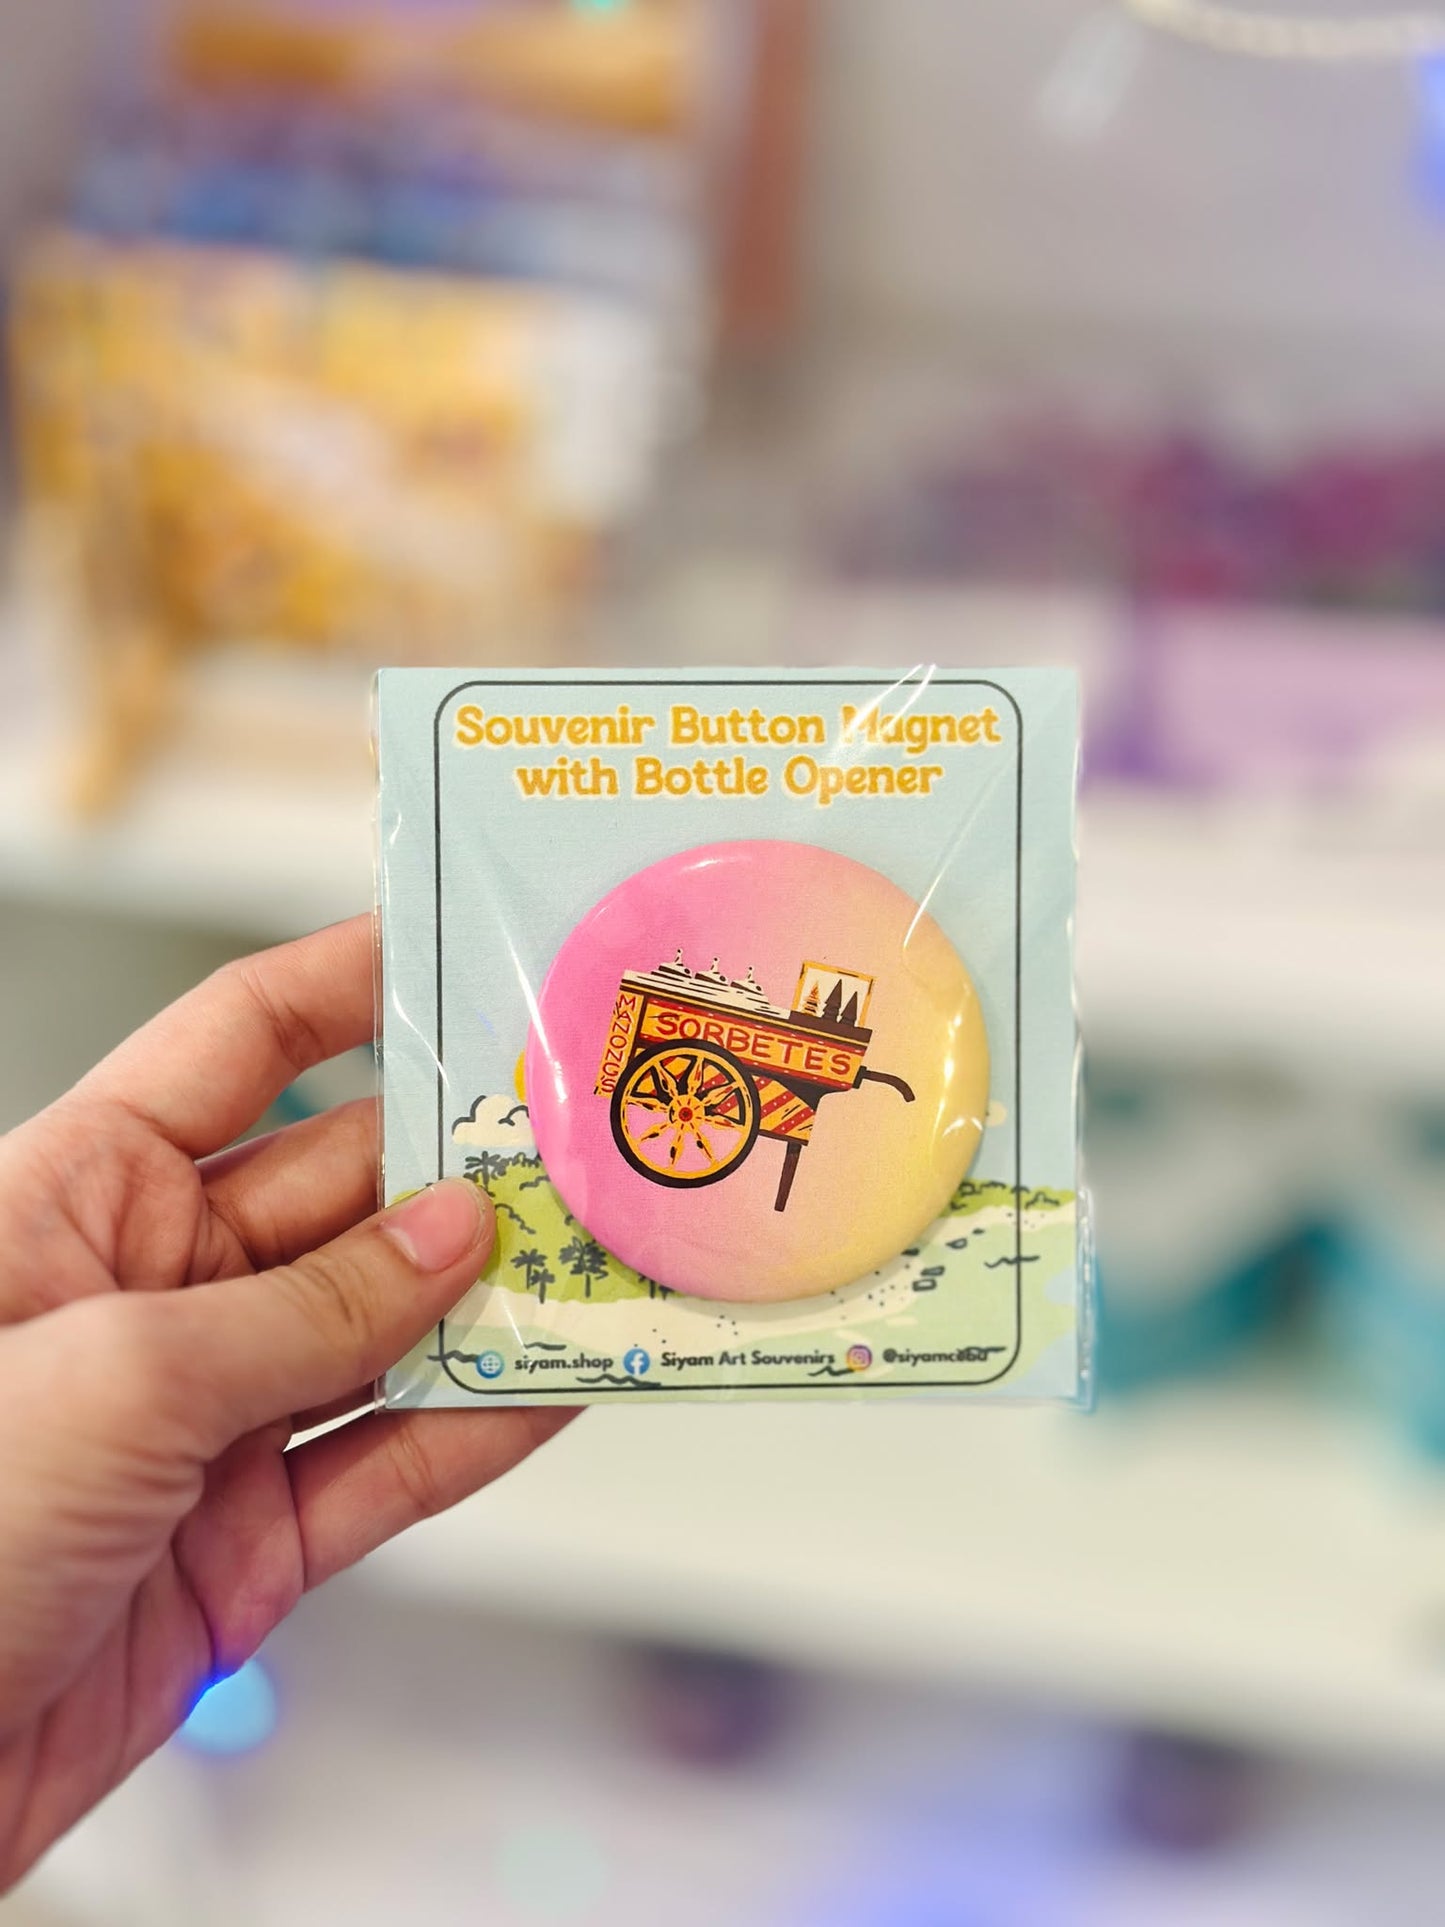 Souvenir Button Magnet
with Bottle Opener
MANONG'S
SORBETES
siyam.shop Siyam Art Souvenirs @siyamcebu